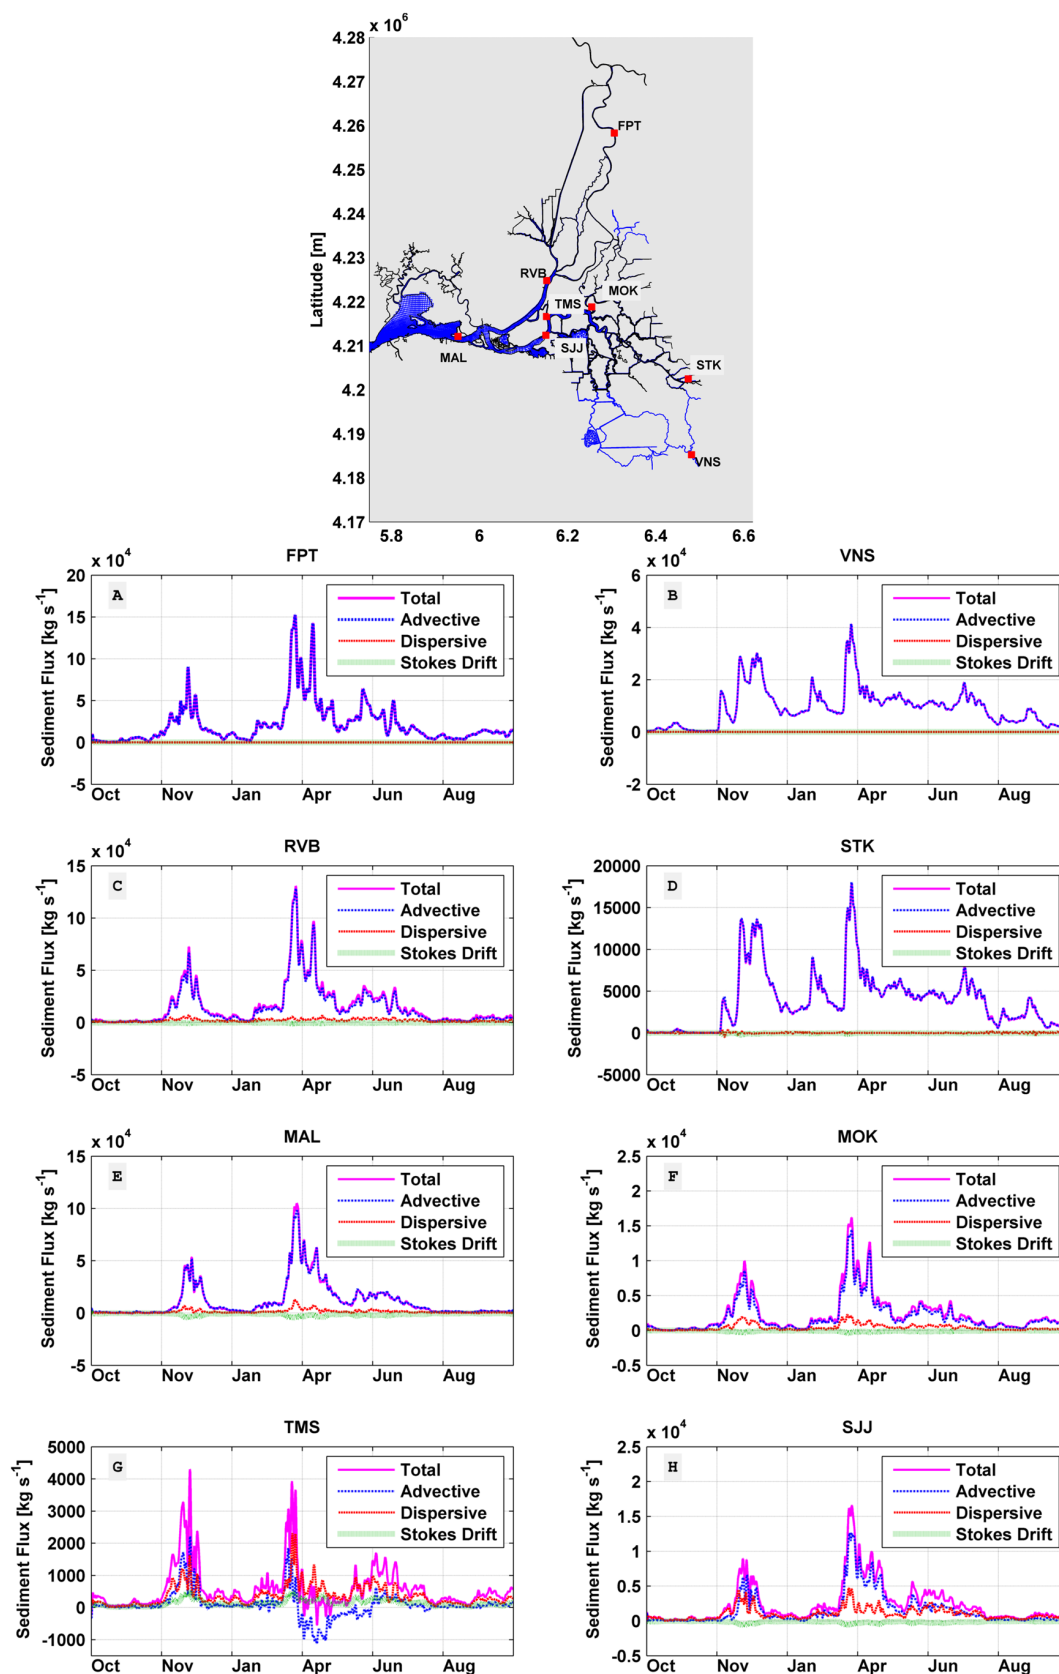 x 10^6
4.28
4.27
4.26
4.25
4.24
4.23
4.22
4.21
4.2
4.19
4.18
4.17
Latitude [m]
FPT
RVB
MOK
TMS
SJJ
MAL
STK
VNS
5.8 6 6.2 6.4 6.6
FPT
x 10^4
A
20
15
10
5
0
-5
Sediment Flux [kg s^-1]
Total
Advective
Dispersive
Stokes Drift
Oct Nov Jan Apr Jun Aug
VNS
x 10^4
B
6
4
2
0
-2
Sediment Flux [kg s^-1]
Total
Advective
Dispersive
Stokes Drift
Oct Nov Jan Apr Jun Aug
RVB
x 10^4
C
15
10
5
0
-5
Sediment Flux [kg s^-1]
Total
Advective
Dispersive
Stokes Drift
Oct Nov Jan Apr Jun Aug
STK
D
20000
15000
10000
5000
0
-5000
Sediment Flux [kg s^-1]
Total
Advective
Dispersive
Stokes Drift
Oct Nov Jan Apr Jun Aug
MAL
x 10^4
E
15
10
5
0
-5
Sediment Flux [kg s^-1]
Total
Advective
Dispersive
Stokes Drift
Oct Nov Jan Apr Jun Aug
MOK
x 10^4
F
2.5
2
1.5
1
0.5
0
-0.5
Sediment Flux [kg s^-1]
Total
Advective
Dispersive
Stokes Drift
Oct Nov Jan Apr Jun Aug
TMS
G
5000
4000
3000
2000
1000
0
-1000
Sediment Flux [kg s^-1]
Total
Advective
Dispersive
Stokes Drift
Oct Nov Jan Apr Jun Aug
SJJ
x 10^4
H
2.5
2
1.5
1
0.5
0
-0.5
Sediment Flux [kg s^-1]
Total
Advective
Dispersive
Stokes Drift
Oct Nov Jan Apr Jun Aug